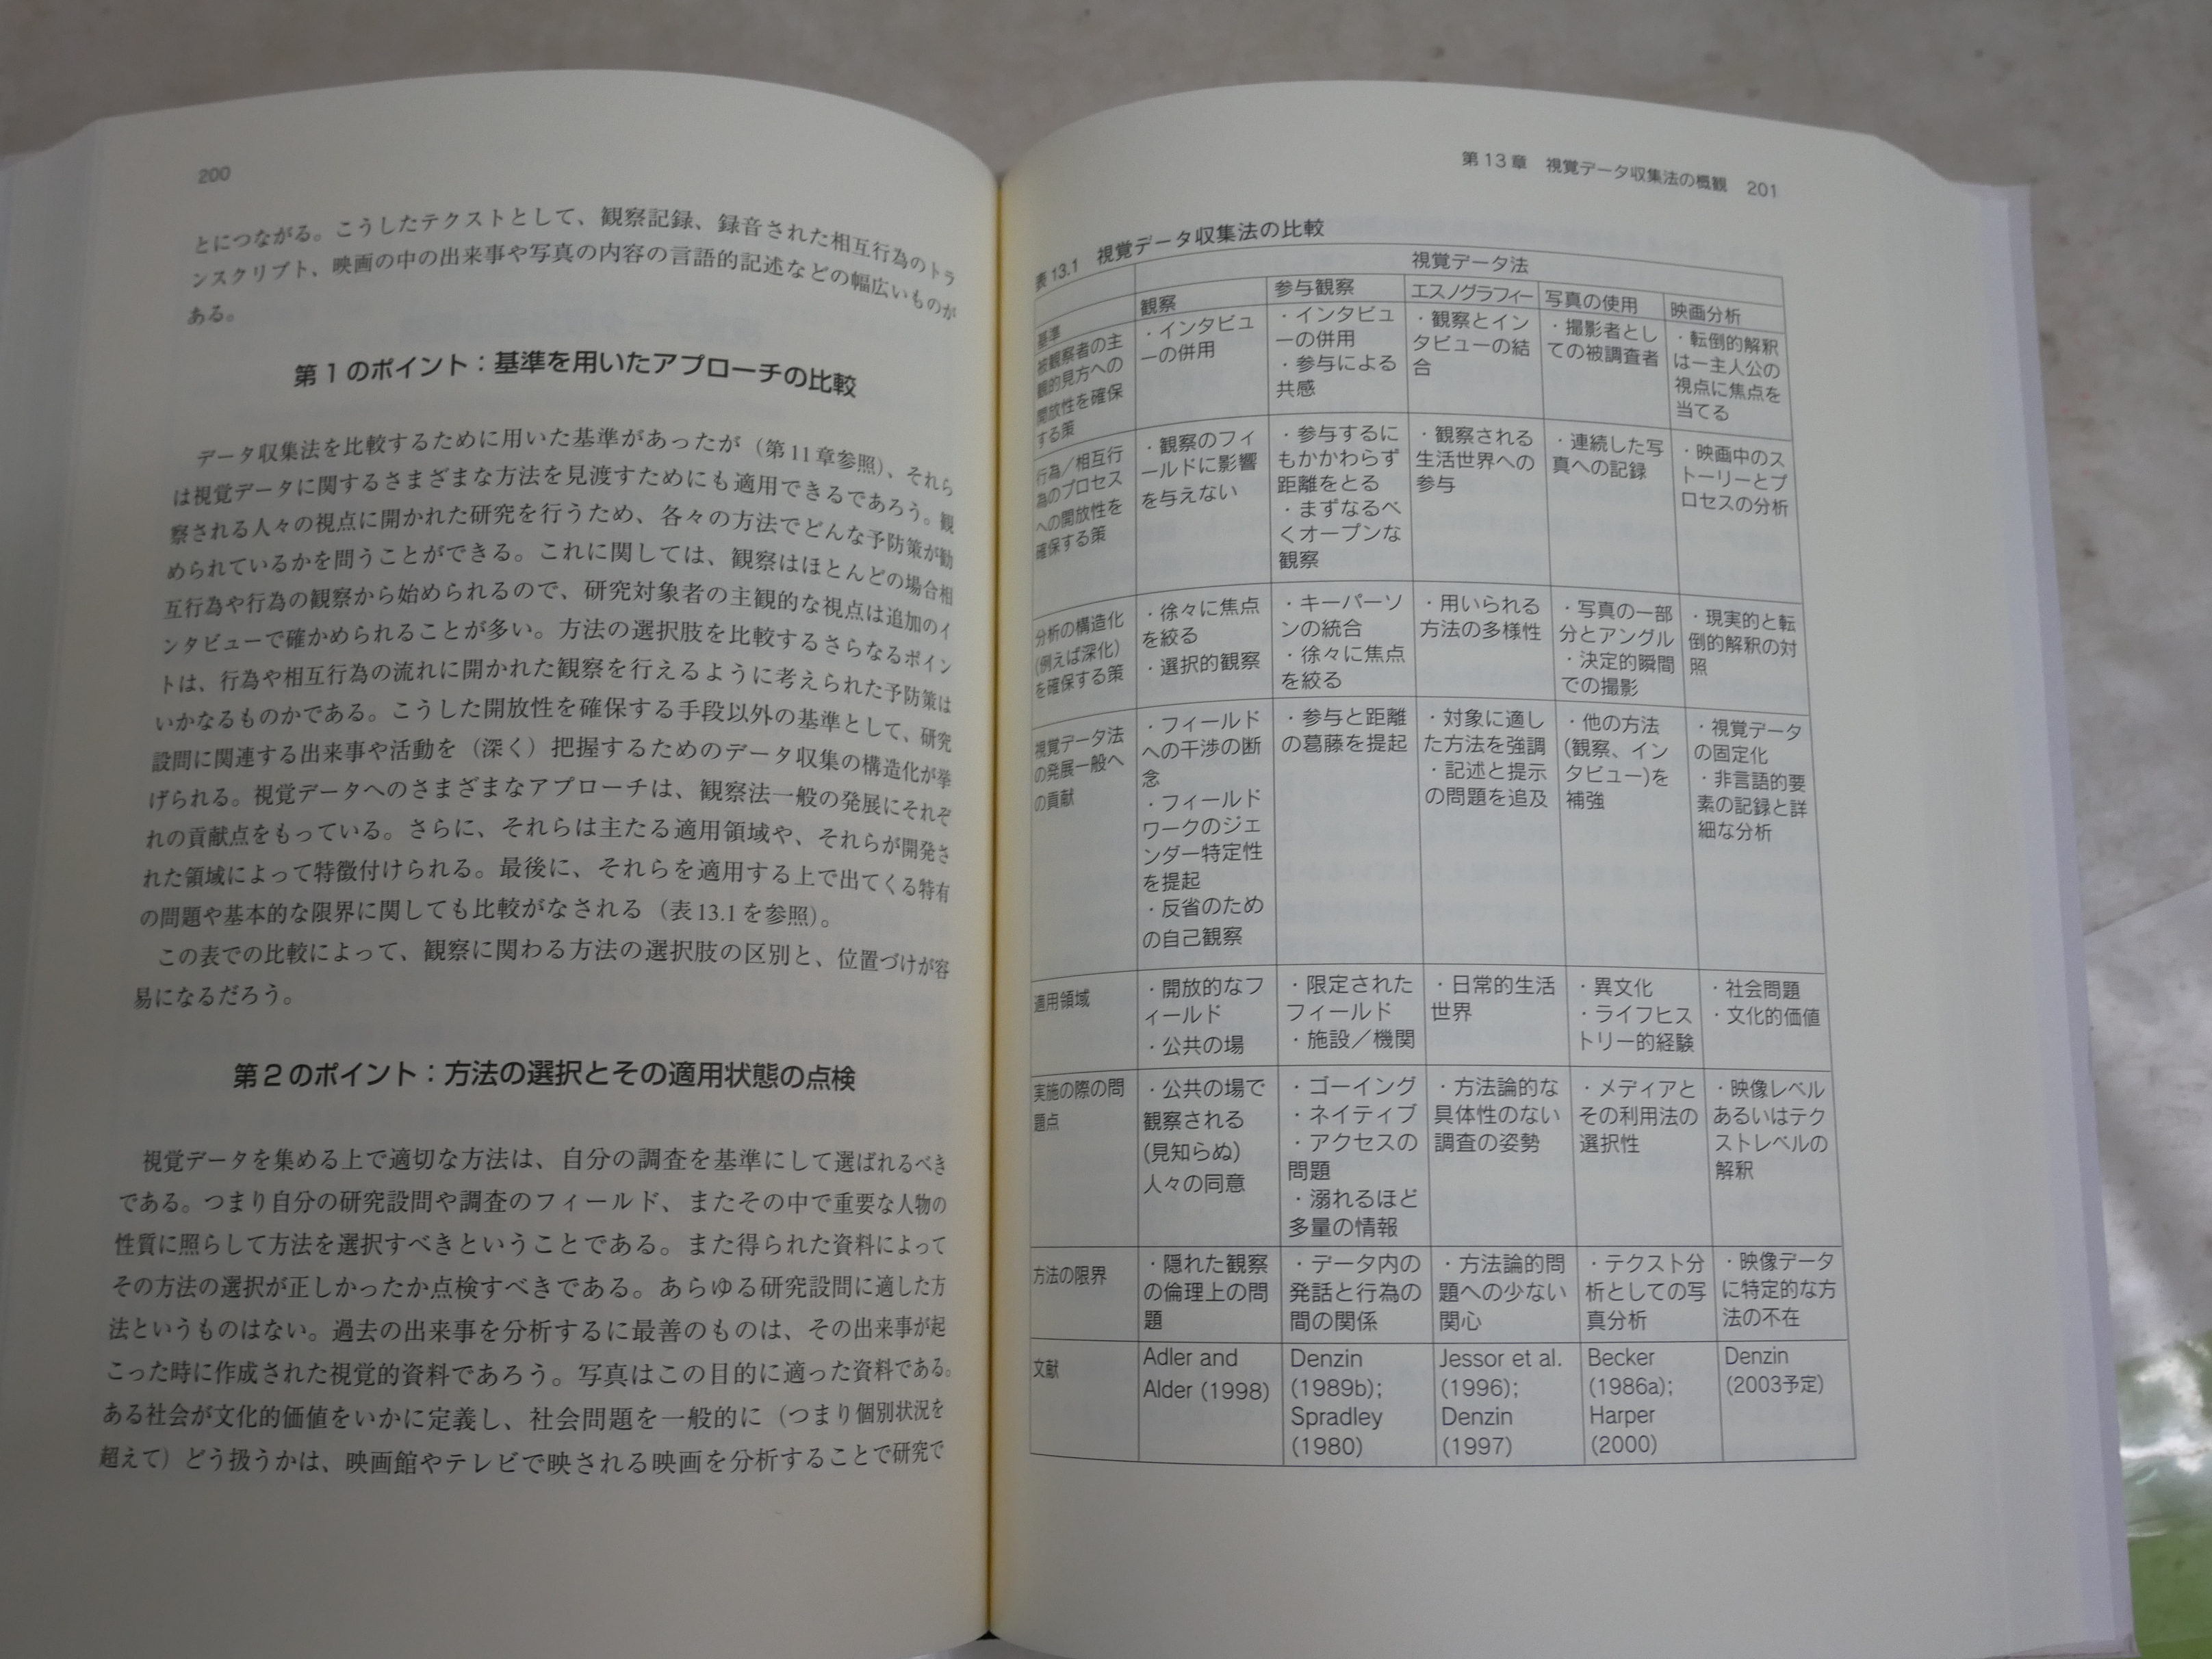 200
とにつながる。こうしたテクストとして、観察記録、録音された相互行為のトラ
ンスクリプト、映画の中の出来事や写真の内容の言語的記述などの幅広いものが
ある。
第1のポイント：基準を用いたアプローチの比較
データ収集法を比較するために用いた基準があったが（第11章参照）、それら
は視覚データに関するさまざまな方法を見渡すためにも適用できるであろう。観
察される人々の視点に開かれた研究を行うため、各々の方法でどんな予防策が勧
められているかを問うことができる。これに関しては、観察はほとんどの場合相
互行為や行為の観察から始められるので、研究対象者の主観的な視点は追加のイ
ンタビューで確かめられることが多い。方法の選択肢を比較するさらなるポイン
トは、行為や相互行為の流れに開かれた観察を行えるように考えられた予防策は
いかなるものかである。こうした開放性を確保する手段以外の基準として、研究
設問に関連する出来事や活動を（深く）把握するためのデータ収集の構造化が挙
げられる。視覚データへのさまざまなアプローチは、観察法一般の発展にそれぞ
れの貢献点をもっている。さらに、それらは主たる適用領域や、それらが開発さ
れた領域によって特徴付けられる。最後に、それらを適用する上で出てくる特有
の問題や基本的な限界に関しても比較がなされる（表13.1を参照）。
この表での比較によって、観察に関わる方法の選択肢の区別と、位置づけが容
易になるだろう。
第2のポイント：方法の選択とその適用状態の点検
視覚データを集める上で適切な方法は、自分の調査を基準にして選ばれるべき
である。つまり自分の研究設問や調査のフィールド、またその中で重要な人物の
性質に照らして方法を選択すべきということである。また得られた資料によって
その方法の選択が正しかったか点検すべきである。あらゆる研究設問に適した方
法というものはない。過去の出来事を分析するに最善のものは、その出来事が起
こった時に作成された視覚的資料であろう。写真はこの目的に適った資料である。
ある社会が文化的価値をいかに定義し、社会問題を一般的に（つまり個別状況を
超えて）どう扱うかは、映画館やテレビで映される映画を分析することで研究で
第13章　視覚データ収集法の概観　201
表13.1　視覚データ収集法の比較
視覚データ法
基準
観察
参与観察
エスノグラフィー
写真の使用
映画分析
被観察者の主
観的見方への
開放性を確保
する策
・インタビュ
ーの併用
・インタビュ
ーの併用
・参与による
共感
・観察とイン
タビューの結
合
・撮影者とし
ての被調査者
・転倒的解釈
は―主人公の
視点に焦点を
当てる
行為／相互行
為のプロセス
への開放性を
確保する策
・観察のフィ
ールドに影響
を与えない
・参与するに
もかかわらず
距離をとる
・まずなるべ
くオープンな
観察
・観察される
生活世界への
参与
・連続した写
真への記録
・映画中のス
トーリーとプ
ロセスの分析
分析の構造化
(例えば深化)
を確保する策
・徐々に焦点
を絞る
・選択的観察
・キーパーソ
ンの統合
・徐々に焦点
を絞る
・用いられる
方法の多様性
・写真の一部
分とアングル
・決定的瞬間
での撮影
・現実的と転
倒的解釈の対
照
視覚データ法
の発展一般へ
の貢献
・フィールド
への干渉の断
念
・フィールド
ワークのジェ
ンダー特定性
を提起
・反省のため
の自己観察
・参与と距離
の葛藤を提起
・対象に適し
た方法を強調
・記述と提示
の問題を追及
・他の方法
(観察、イン
タビュー)を
補強
・視覚データ
の固定化
・非言語的要
素の記録と詳
細な分析
適用領域
・開放的なフ
ィールド
・公共の場
・限定された
フィールド
・施設／機関
・日常的生活
世界
・異文化
・ライフヒス
トリー的経験
・社会問題
・文化的価値
実施の際の問
題点
・公共の場で
観察される
(見知らぬ)
人々の同意
・ゴーイング
・ネイティブ
・アクセスの
問題
・溺れるほど
多量の情報
・方法論的な
具体性のない
調査の姿勢
・メディアと
その利用法の
選択性
・映像レベル
あるいはテク
ストレベルの
解釈
方法の限界
・隠れた観察
の倫理上の問
題
・データ内の
発話と行為の
間の関係
・方法論的問
題への少ない
関心
・テクスト分
析としての写
真分析
・映像データ
に特定的な方
法の不在
文献
Adler and
Alder (1998)
Denzin
(1989b);
Spradley
(1980)
Jessor et al.
(1996);
Denzin
(1997)
Becker
(1986a);
Harper
(2000)
Denzin
(2003予定)